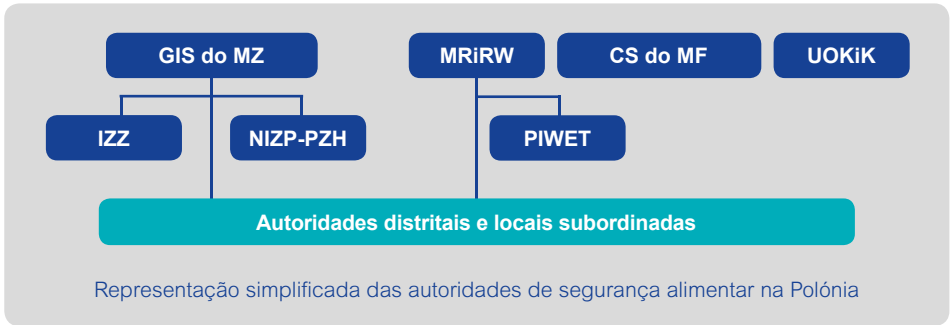 GIS do MZ
MRiRW
CS do MF
UOKiK
IZZ
NIZP-PZH
PIWET
Autoridades distritais e locais subordinadas
Representação simplificada das autoridades de segurança alimentar na Polónia